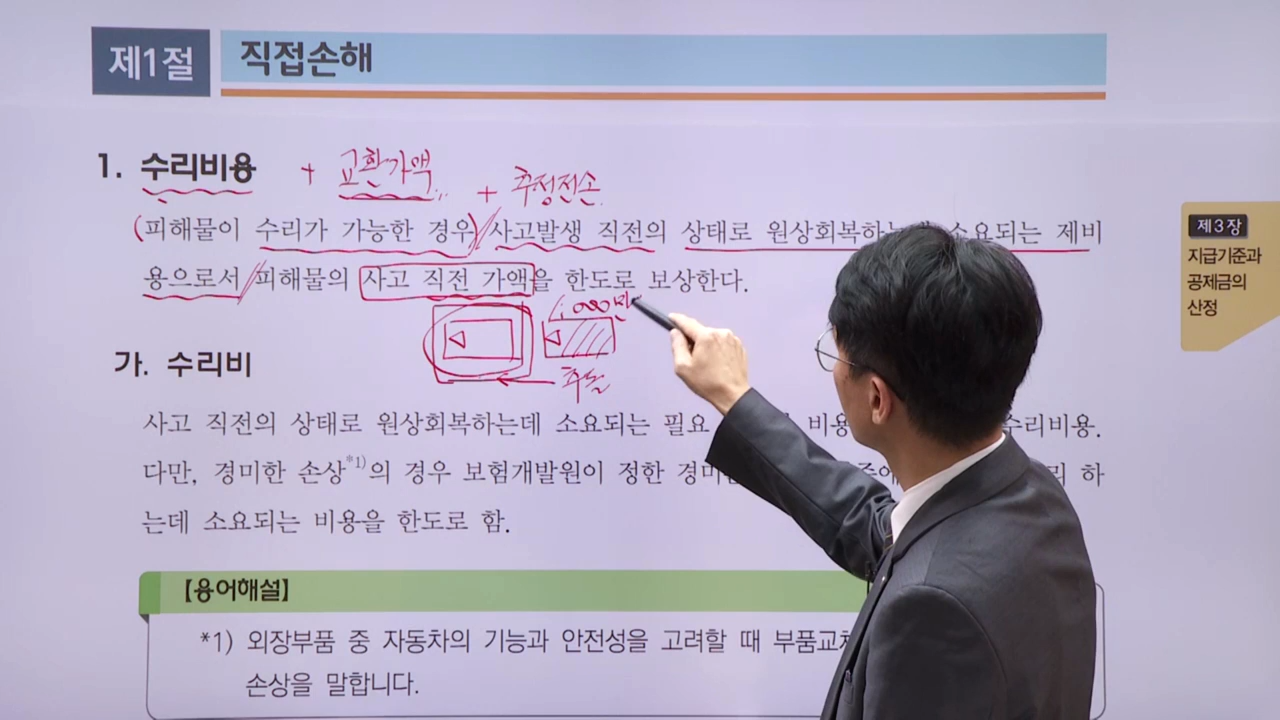 제1절 직접손해
1. 수리비용 + 교환가액 + 추정전손
(피해물이 수리가 가능한 경우) 사고발생 직전의 상태로 원상회복하는데 소요되는 제비
용으로서 피해물의 사고 직전 가액을 한도로 보상한다.
1,000만
추돌
가. 수리비
사고 직전의 상태로 원상회복하는데 소요되는 필요 비용 수리비용.
다만, 경미한 손상*1)의 경우 보험개발원이 정한 경미 하
는데 소요되는 비용을 한도로 함.
【용어해설】
*1) 외장부품 중 자동차의 기능과 안전성을 고려할 때
손상을 말합니다.
제3장
지급기준과
공제금의
산정